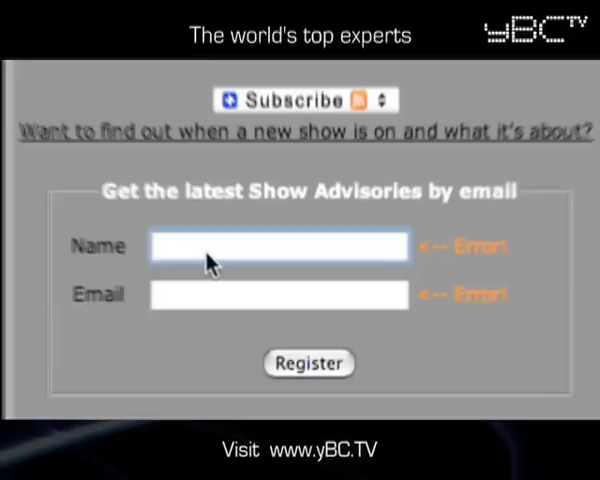 The world's top experts
yBC TV
Subscribe
Want to find out when a new show is on and what it's about?
Get the latest Show Advisories by email
Name
<-- Error!
Email
<-- Error!
Register
Visit www.yBC.TV